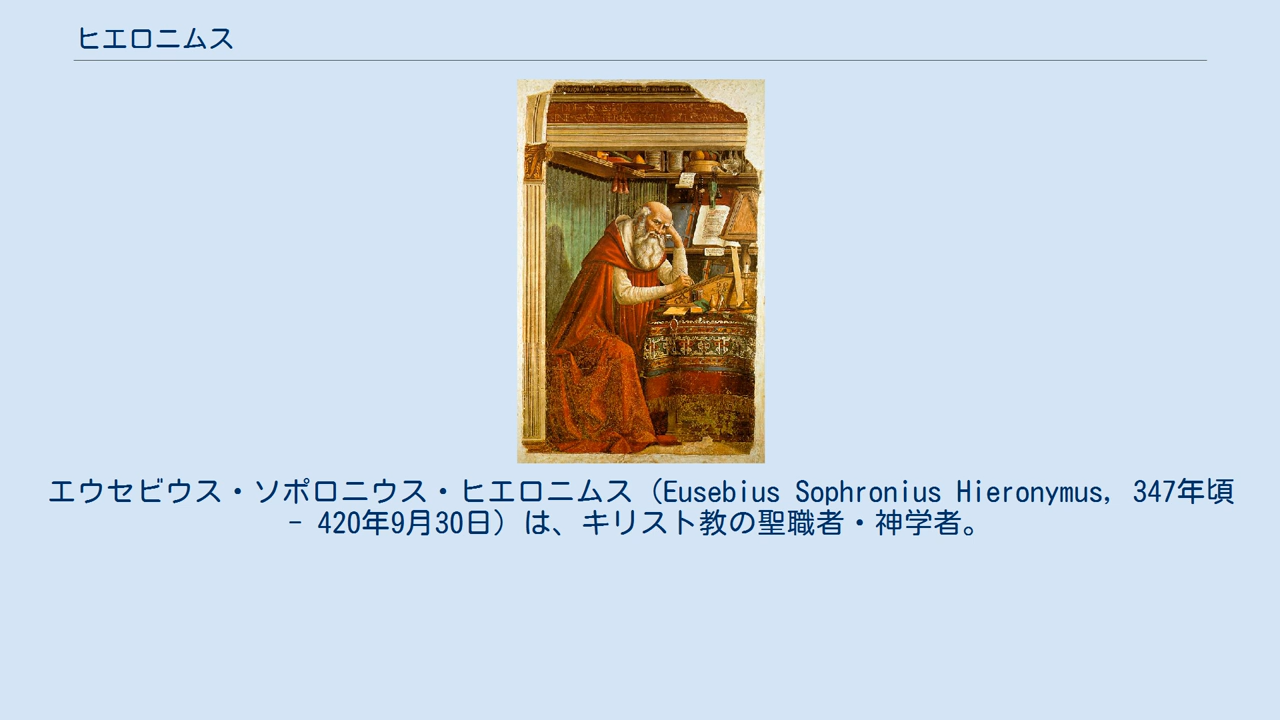 ヒエロニムス
エウセビウス・ソポロニウス・ヒエロニムス（Eusebius Sophronius Hieronymus, 347年頃
- 420年9月30日）は、キリスト教の聖職者・神学者。